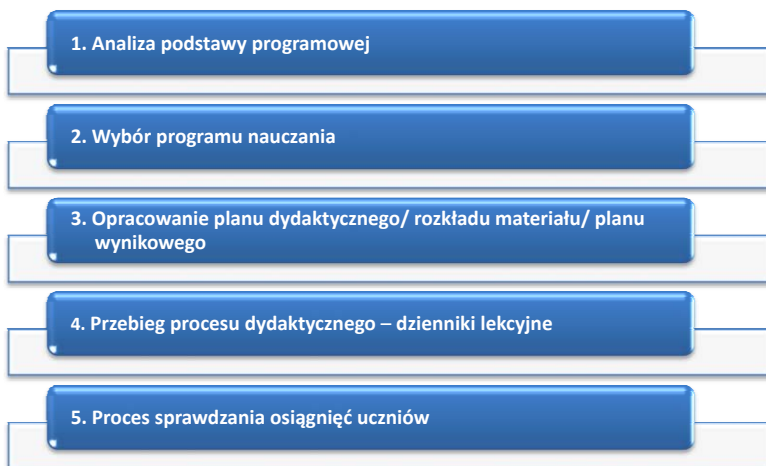 1. Analiza podstawy programowej
2. Wybór programu nauczania
3. Opracowanie planu dydaktycznego/ rozkładu materiału/ planu
wynikowego
4. Przebieg procesu dydaktycznego – dzienniki lekcyjne
5. Proces sprawdzania osiągnięć uczniów